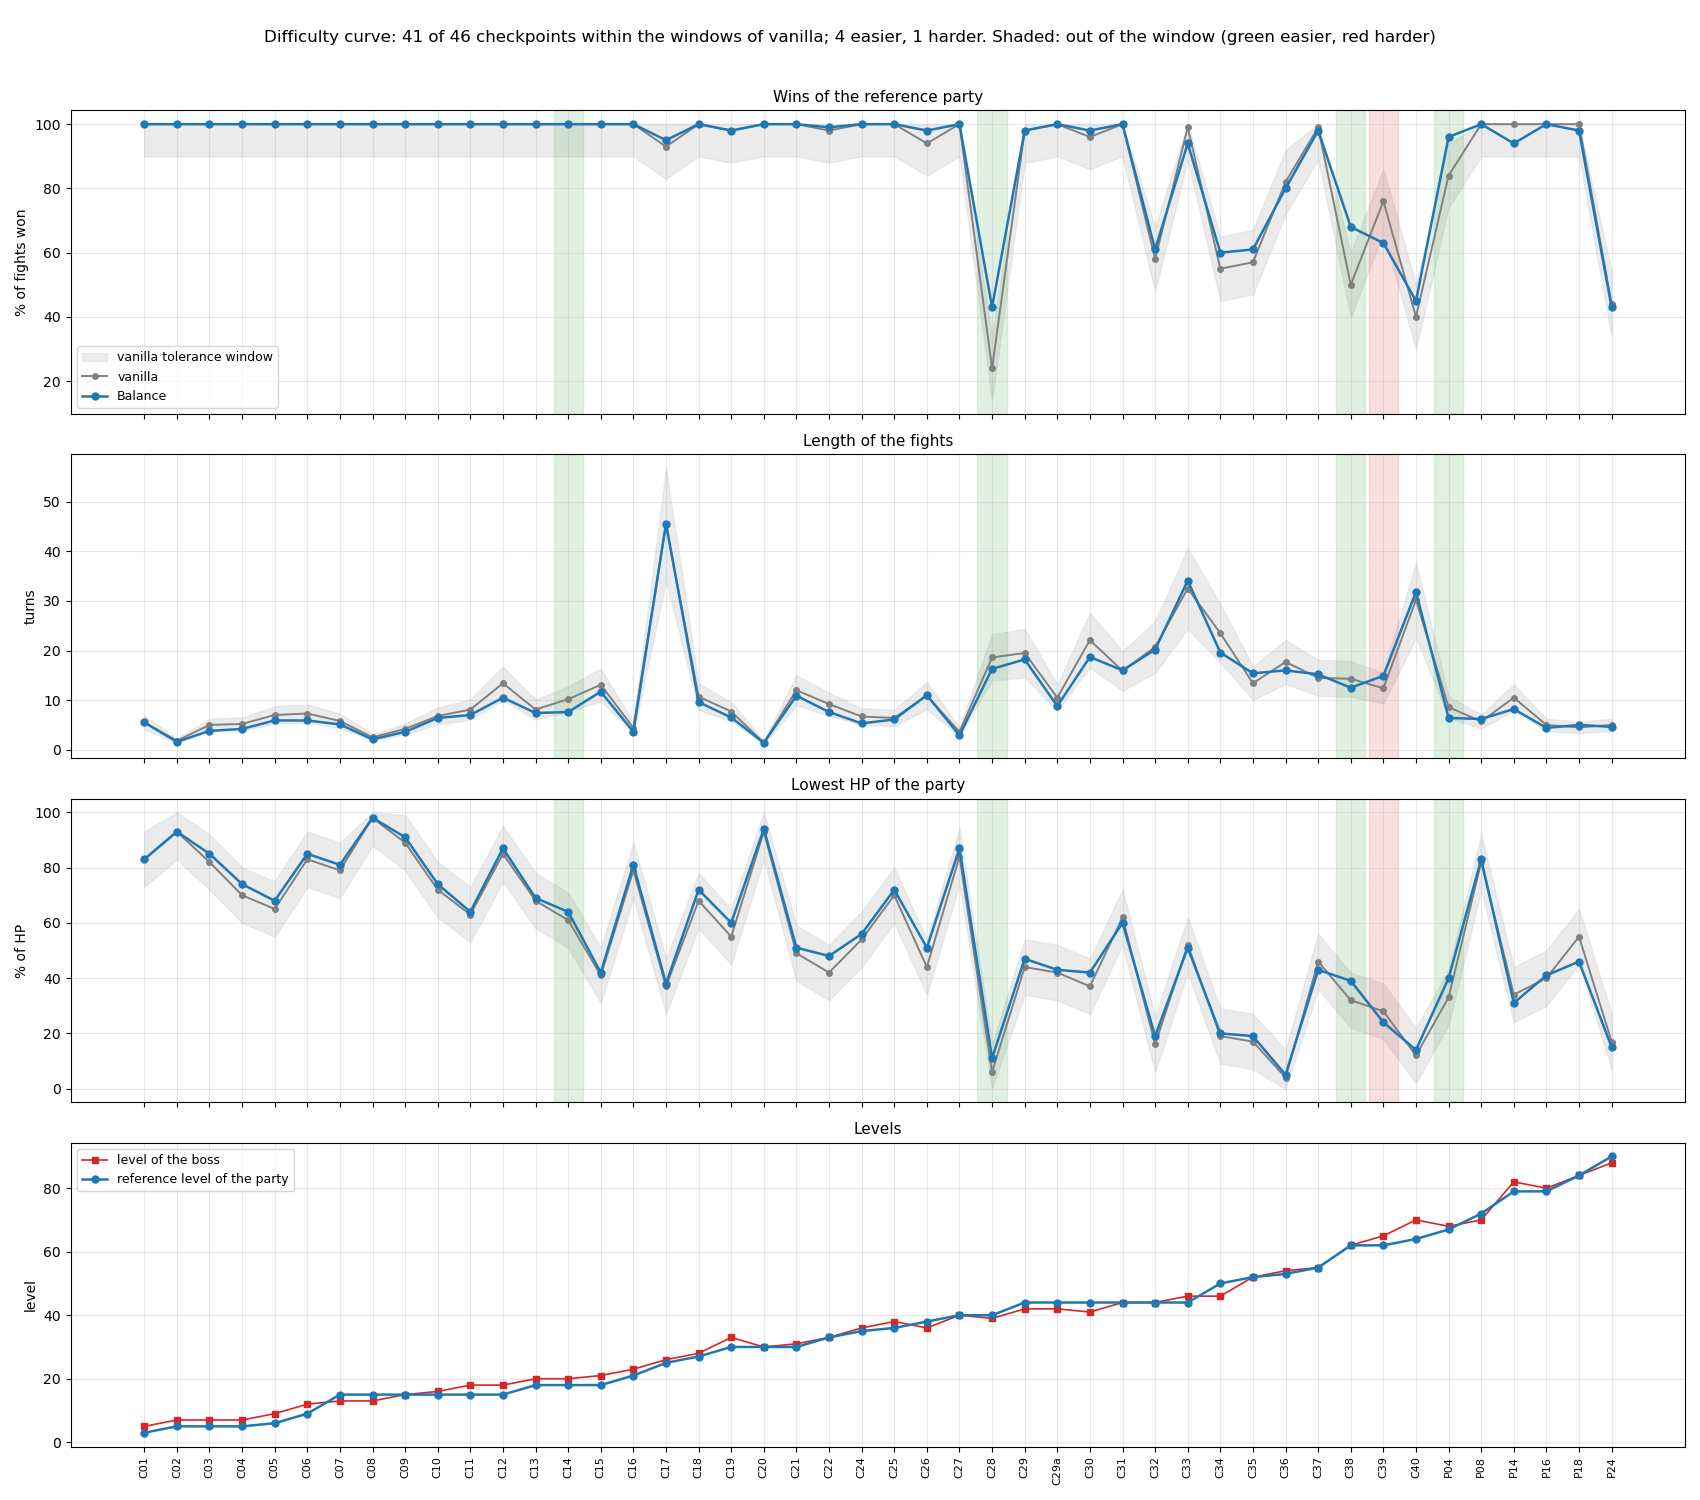 Difficulty curve: 41 of 46 checkpoints within the windows of vanilla; 4 easier, 1 harder. Shaded: out of the window (green easier, red harder)
Wins of the reference party
100
80
60
40
20
% of fights won
vanilla tolerance window
vanilla
Balance
Length of the fights
50
40
30
20
10
0
turns
Lowest HP of the party
100
80
60
40
20
0
% of HP
Levels
level of the boss
reference level of the party
80
60
40
20
0
level
C01 C02 C03 C04 C05 C06 C07 C08 C09 C10 C11 C12 C13 C14 C15 C16 C17 C18 C19 C20 C21 C22 C24 C25 C26 C27 C28 C29 C29a C30 C31 C32 C33 C34 C35 C36 C37 C38 C39 C40 P04 P08 P14 P16 P18 P24